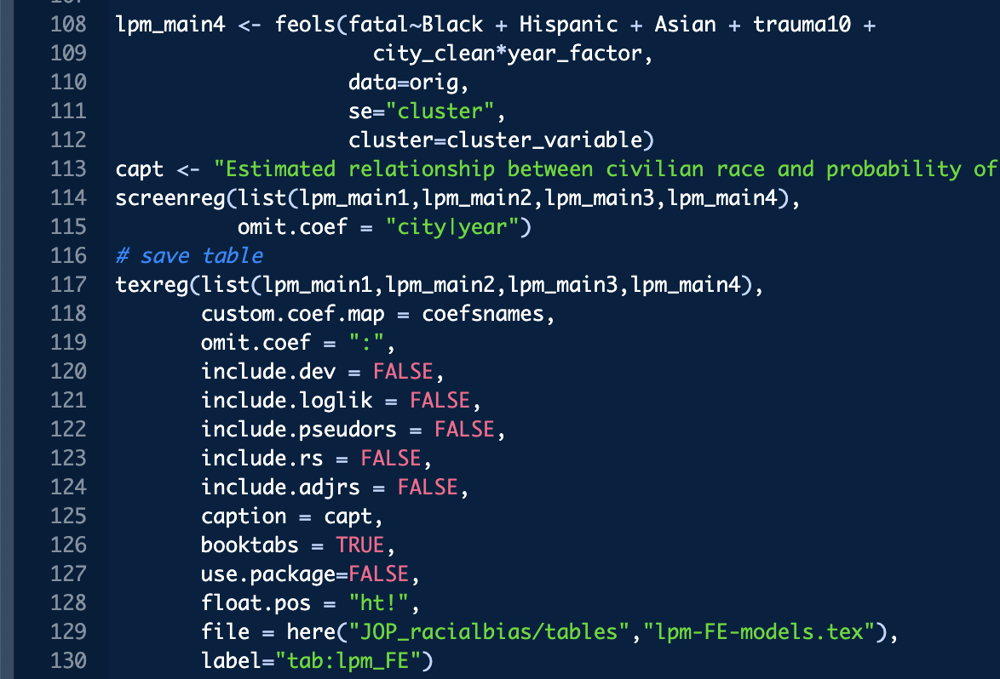 108 lpm_main4 <- feols(fatal~Black + Hispanic + Asian + trauma10 +
109 city_clean*year_factor,
110 data=orig,
111 se="cluster",
112 cluster=cluster_variable)
113 capt <- "Estimated relationship between civilian race and probability of
114 screenreg(list(lpm_main1,lpm_main2,lpm_main3,lpm_main4),
115 omit.coef = "city|year")
116 # save table
117 texreg(list(lpm_main1,lpm_main2,lpm_main3,lpm_main4),
118 custom.coef.map = coefsnames,
119 omit.coef = ":",
120 include.dev = FALSE,
121 include.loglik = FALSE,
122 include.pseudors = FALSE,
123 include.rs = FALSE,
124 include.adjrs = FALSE,
125 caption = capt,
126 booktabs = TRUE,
127 use.package=FALSE,
128 float.pos = "ht!",
129 file = here("JOP_racialbias/tables","lpm-FE-models.tex"),
130 label="tab:lpm_FE")